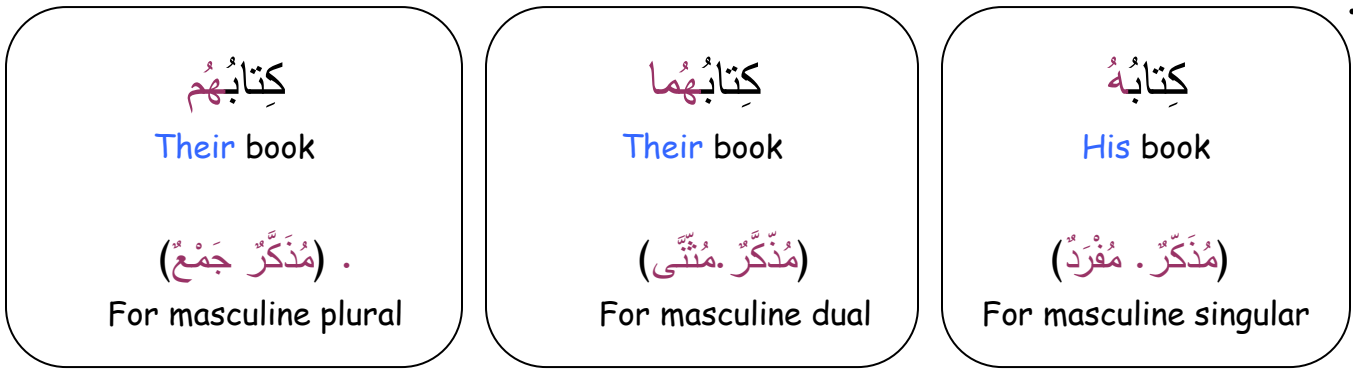 كِتابُهُ
His book
(مُذَكّرٌ . مُفْرَدٌ)
For masculine singular
كِتابُهُما
Their book
(مُذّكَّرٌ .مُثّنَّى)
For masculine dual
كِتابُهُم
Their book
. (مُذَكَّرٌ جَمْعٌ)
For masculine plural